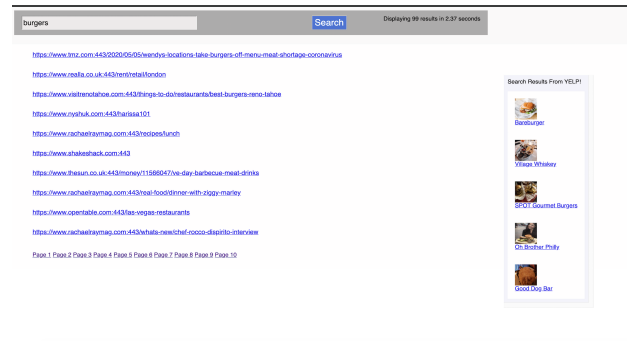 burgers
Search
Displaying 99 results in 2.37 seconds
https://www.tmz.com:443/2020/05/05/wendys-locations-take-burgers-off-menu-meat-shortage-coronavirus
https://www.realla.co.uk:443/rent/retail/london
https://www.visitrenotahoe.com:443/things-to-do/restaurants/best-burgers-reno-tahoe
https://www.nyshuk.com:443/harissa101
https://www.rachaelraymag.com:443/recipes/lunch
https://www.shakeshack.com:443
https://www.thesun.co.uk:443/money/11566047/ve-day-barbecue-meat-drinks
https://www.rachaelraymag.com:443/real-food/dinner-with-ziggy-marley
https://www.opentable.com:443/las-vegas-restaurants
https://www.rachaelraymag.com:443/whats-new/chef-rocco-dispirito-interview
Page 1 Page 2 Page 3 Page 4 Page 5 Page 6 Page 7 Page 8 Page 9 Page 10
Search Results From YELP!
Bareburger
Village Whiskey
SPOT Gourmet Burgers
Oh Brother Philly
Good Dog Bar